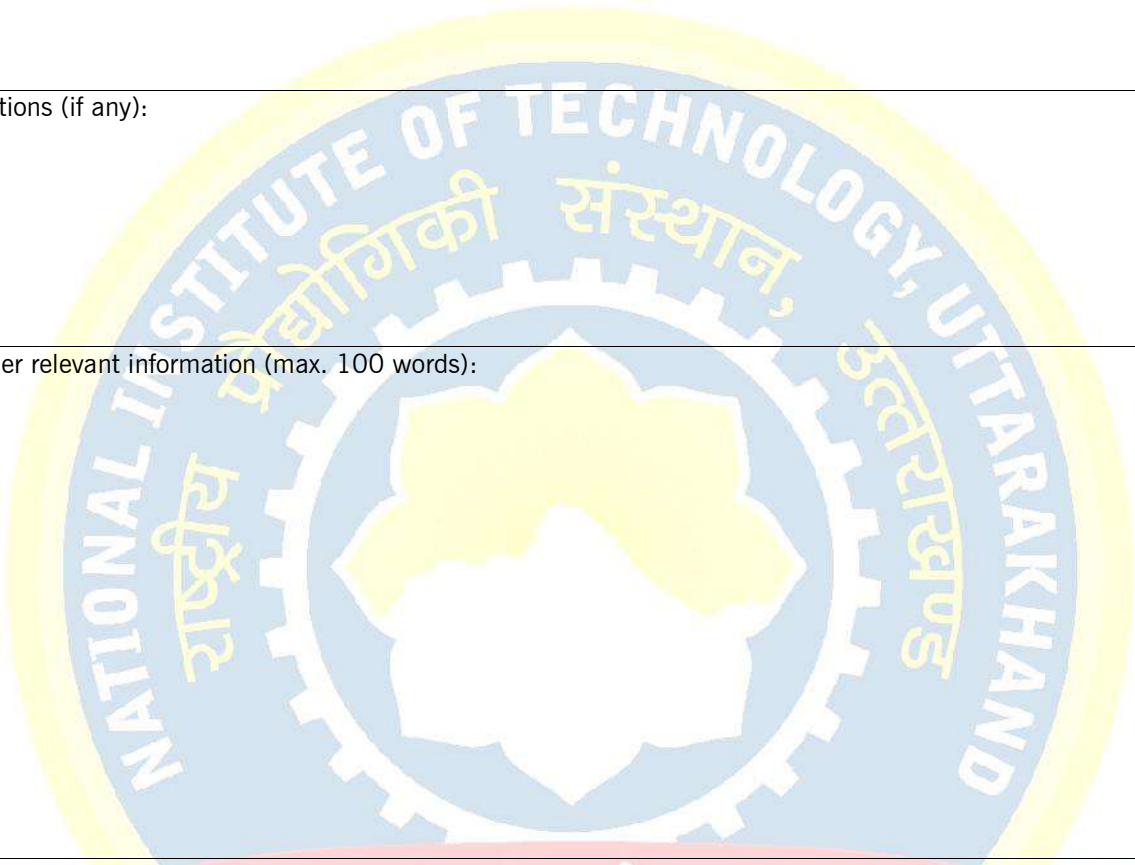 tions (if any):
er relevant information (max. 100 words):
NATIONAL INSTITUTE OF TECHNOLOGY, UTTARAKHAND
राष्ट्रीय प्रौद्योगिकी संस्थान, उत्तराखण्ड